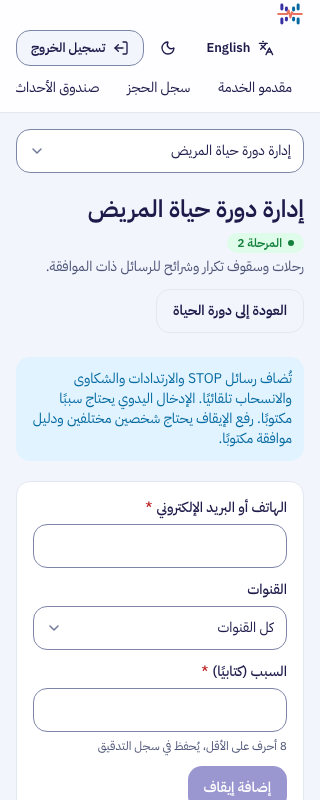 English
تسجيل الخروج
مقدمو الخدمة
سجل الحجز
صندوق الأحداث
إدارة دورة حياة المريض
إدارة دورة حياة المريض
المرحلة 2
رحلات وسقوف تكرار وشرائح للرسائل ذات الموافقة.
العودة إلى دورة الحياة
تُضاف رسائل STOP والارتدادات والشكاوى
والانسحاب تلقائيًا. الإدخال اليدوي يحتاج سببًا
مكتوبًا. رفع الإيقاف يحتاج شخصين مختلفين ودليل
موافقة مكتوبًا.
الهاتف أو البريد الإلكتروني *
القنوات
كل القنوات
السبب (كتابيًا) *
8 أحرف على الأقل، يُحفظ في سجل التدقيق
إضافة إيقاف